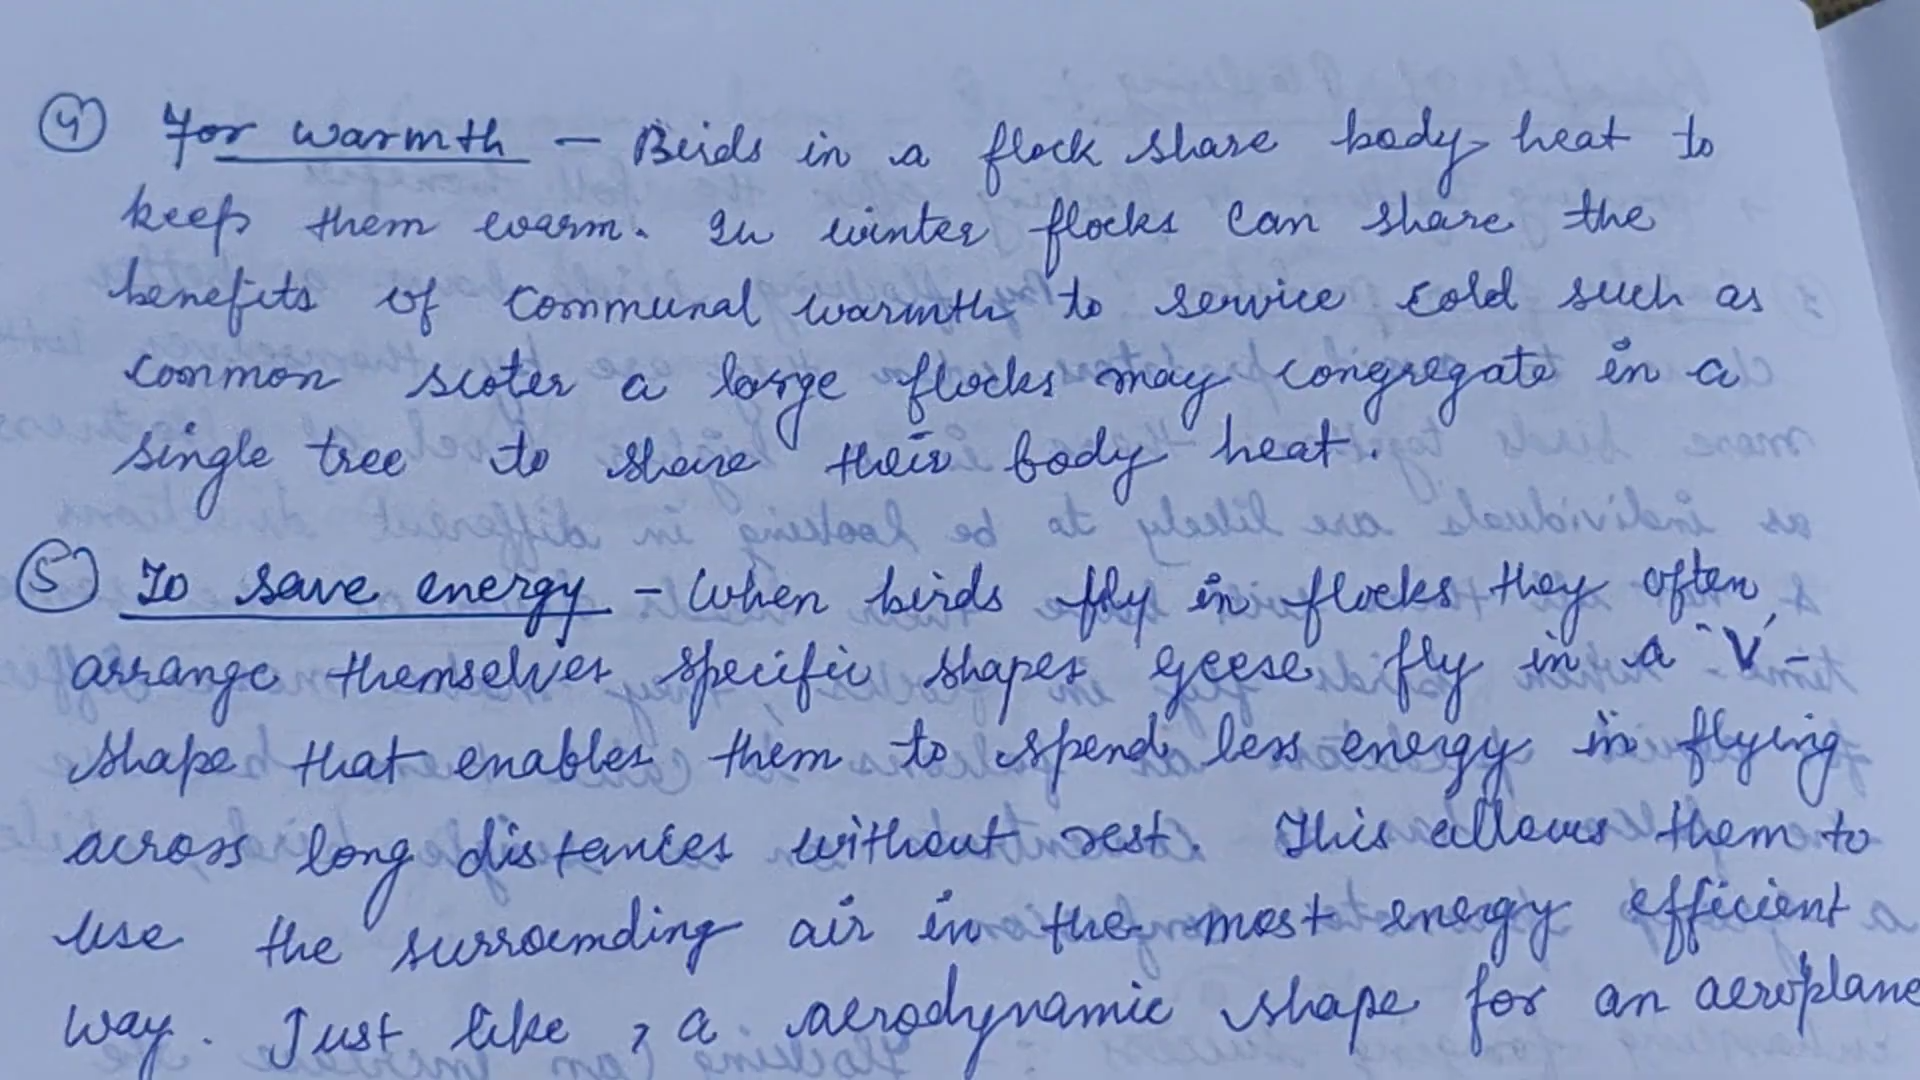 ④ For warmth – Birds in a flock share body heat to
keep them warm. In winter flocks can share the
benefits of communal warmth to service cold such as
common scoter a large flocks may congregate in a
single tree to share their body heat.
⑤ To save energy – When birds fly in flocks they often
arrange themselves specific shapes geese fly in a 'V'-
shape that enables them to spend less energy in flying
across long distances without rest. This allows them to
use the surrounding air in the most energy efficient
way. Just like, a aerodynamic shape for an aeroplane